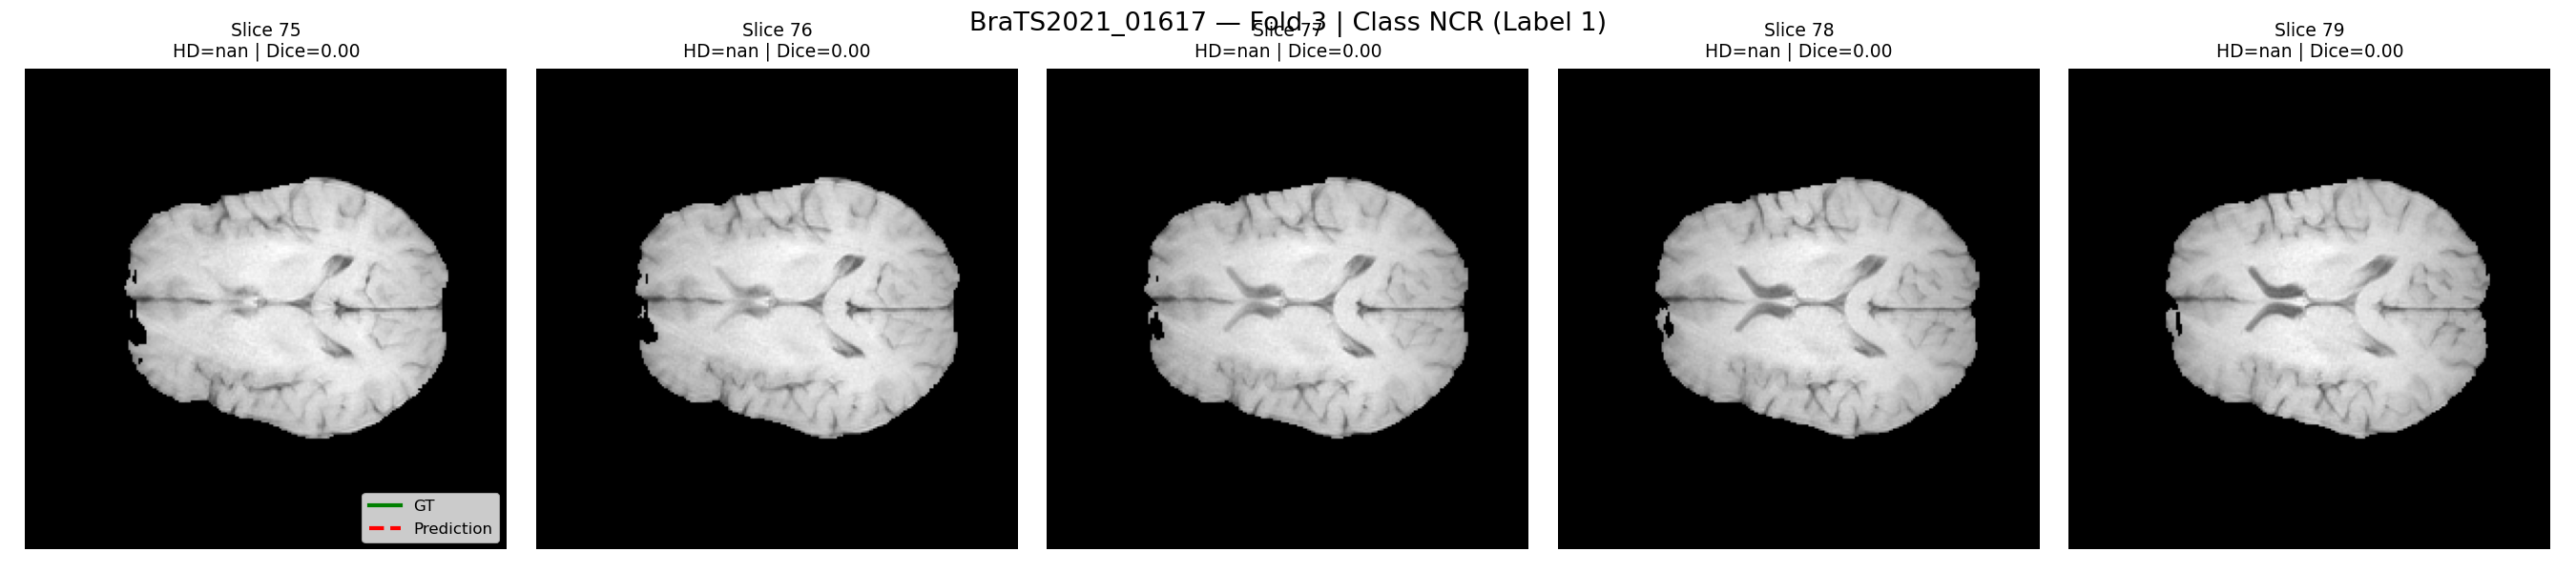 BraTS2021_01617 — Fold 3 | Class NCR (Label 1)
Slice 75
HD=nan | Dice=0.00
Slice 76
HD=nan | Dice=0.00
Slice 77
HD=nan | Dice=0.00
Slice 78
HD=nan | Dice=0.00
Slice 79
HD=nan | Dice=0.00
GT
Prediction